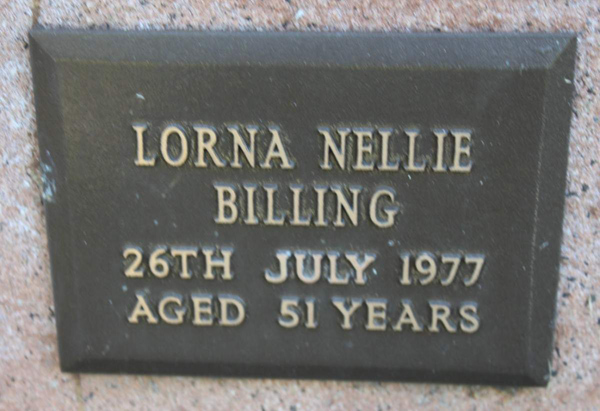 LORNA NELLIE
BILLING
26TH JULY 1977
AGED 51 YEARS